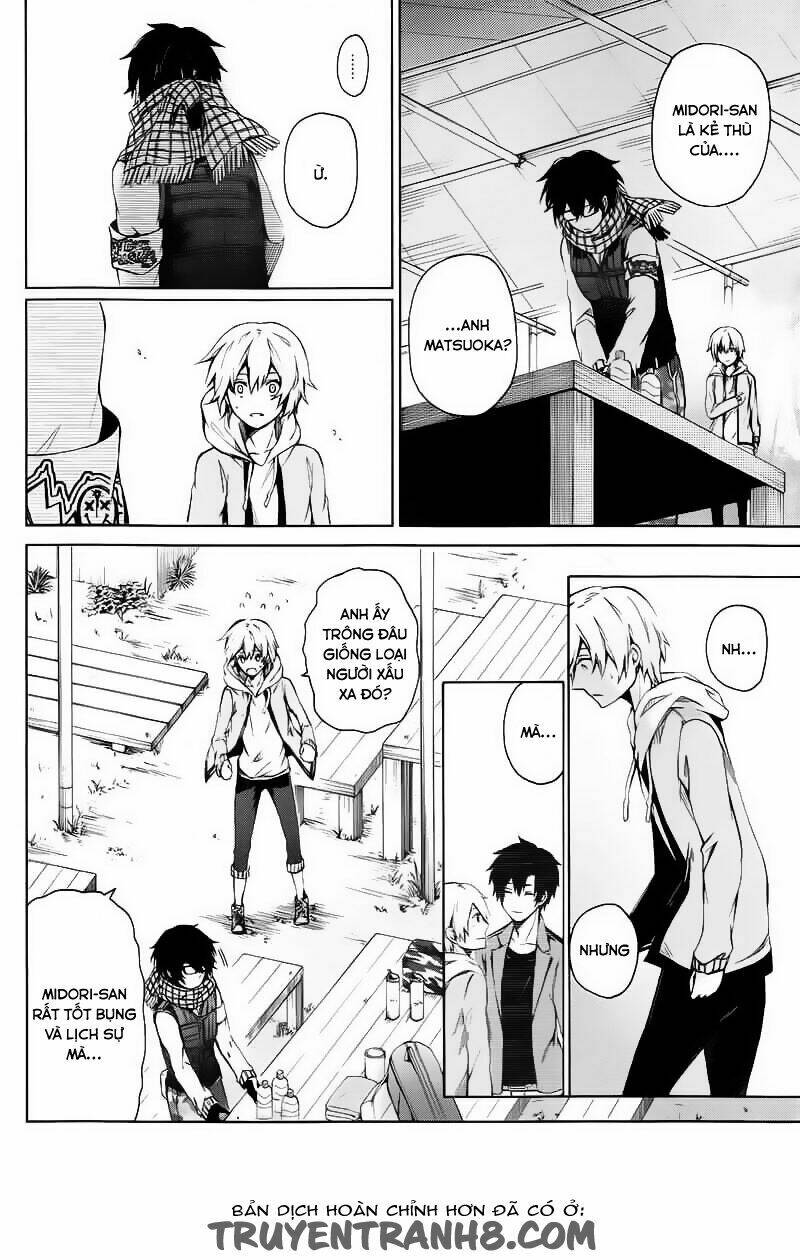 MIDORI-SAN
LÀ KẺ THÙ
CỦA....
...ANH
MATSUOKA?
......
Ừ.
NH...
NHƯNG
MÀ...
ANH ẤY
TRÔNG ĐÂU
GIỐNG LOẠI
NGƯỜI XẤU
XA ĐÓ?
MIDORI-SAN
RẤT TỐT BỤNG
VÀ LỊCH SỰ
MÀ...
BẢN DỊCH HOÀN CHỈNH HƠN ĐÃ CÓ Ở:
TRUYENTRANH8.COM